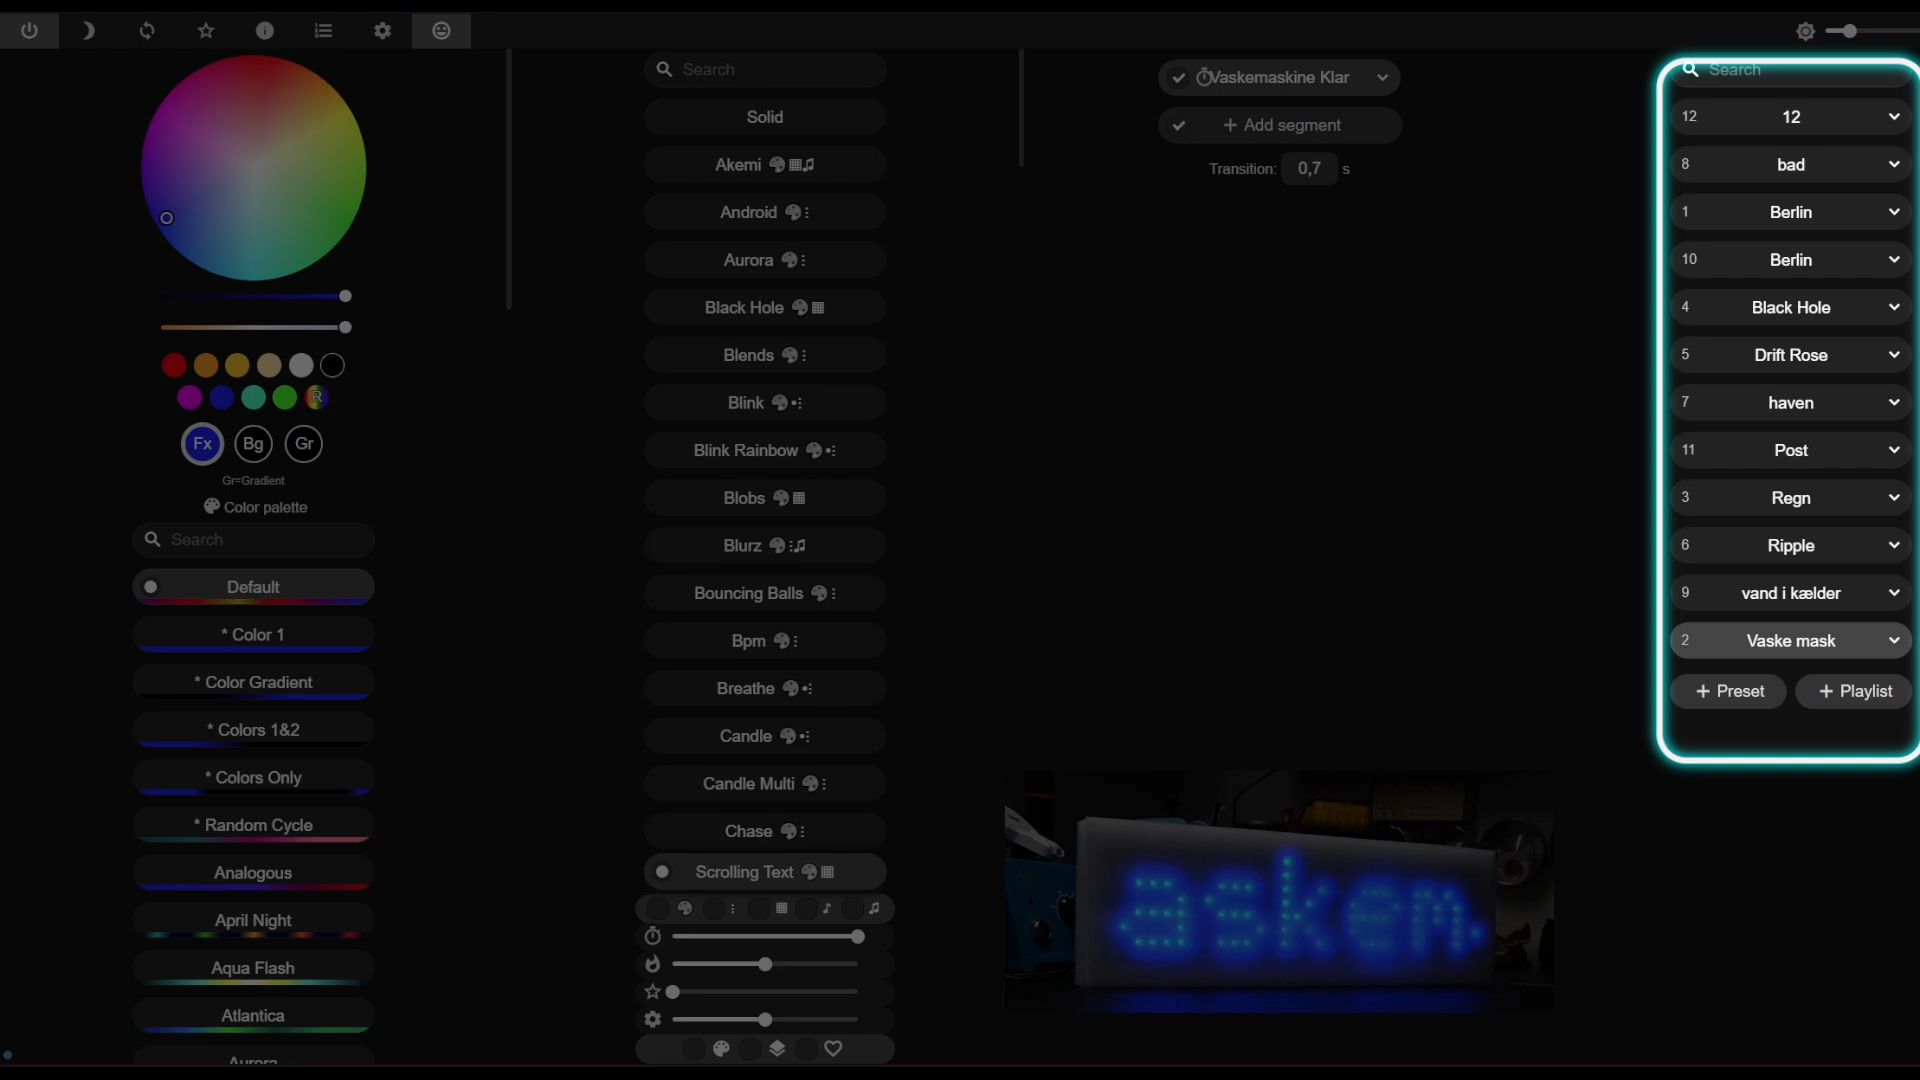 Fx
Bg
Gr
R
Gr=Gradient
Color palette
Search
Default
* Color 1
* Color Gradient
* Colors 1&2
* Colors Only
* Random Cycle
Analogous
April Night
Aqua Flash
Atlantica
Aurora
Search
Solid
Akemi
Android
Aurora
Black Hole
Blends
Blink
Blink Rainbow
Blobs
Blurz
Bouncing Balls
Bpm
Breathe
Candle
Candle Multi
Chase
Scrolling Text
Vaskemaskine Klar
+ Add segment
Transition: 0,7 s
askem
Search
12 12
8 bad
1 Berlin
10 Berlin
4 Black Hole
5 Drift Rose
7 haven
11 Post
3 Regn
6 Ripple
9 vand i kælder
2 Vaske mask
+ Preset + Playlist